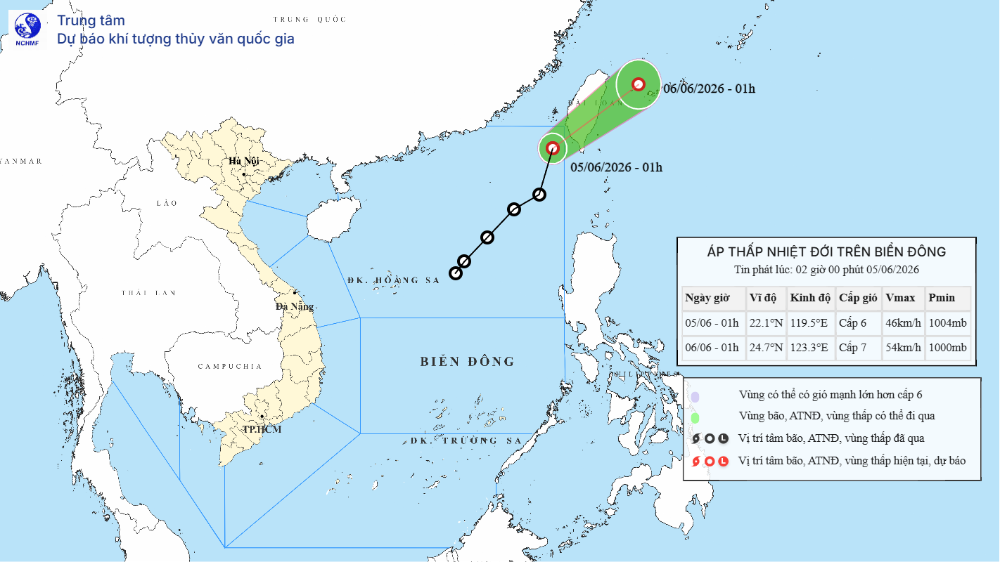 Trung tâm
Dự báo khí tượng thủy văn quốc gia
NCHMF
TRUNG QUỐC
06/06/2026 - 01h
ĐÀI LOAN
YANMAR
Hà Nội
05/06/2026 - 01h
LÀO
ĐK. HOÀNG SA
THÁI LAN
Đà Nẵng
CAMPUCHIA
BIỂN ĐÔNG
PHILIPPINES
TP.HCM
ĐK. TRƯỜNG SA
ÁP THẤP NHIỆT ĐỚI TRÊN BIỂN ĐÔNG
Tin phát lúc: 02 giờ 00 phút 05/06/2026
Ngày giờ Vĩ độ Kinh độ Cấp gió Vmax Pmin
05/06 - 01h 22.1°N 119.5°E Cấp 6 46km/h 1004mb
06/06 - 01h 24.7°N 123.3°E Cấp 7 54km/h 1000mb
Vùng có thể có gió mạnh lớn hơn cấp 6
Vùng bão, ATNĐ, vùng thấp có thể đi qua
L Vị trí tâm bão, ATNĐ, vùng thấp đã qua
L Vị trí tâm bão, ATNĐ, vùng thấp hiện tại, dự báo